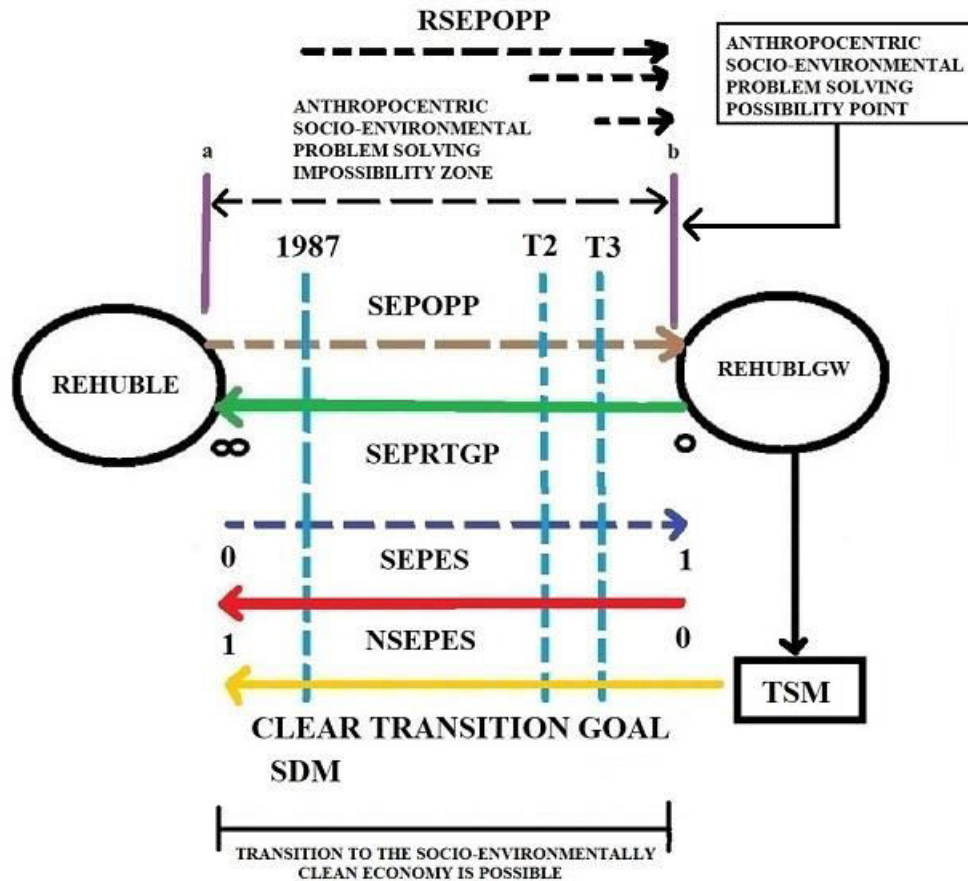 RSEPOPP
ANTHROPOCENTRIC
SOCIO-ENVIRONMENTAL
PROBLEM SOLVING
POSSIBILITY POINT
ANTHROPOCENTRIC
SOCIO-ENVIRONMENTAL
PROBLEM SOLVING
IMPOSSIBILITY ZONE
a
b
1987
T2
T3
SEPOPP
REHUBLE
REHUBLGW
∞
0
SEPRTGP
0
SEPES
1
1
NSEPES
0
TSM
CLEAR TRANSITION GOAL
SDM
TRANSITION TO THE SOCIO-ENVIRONMENTALLY
CLEAN ECONOMY IS POSSIBLE